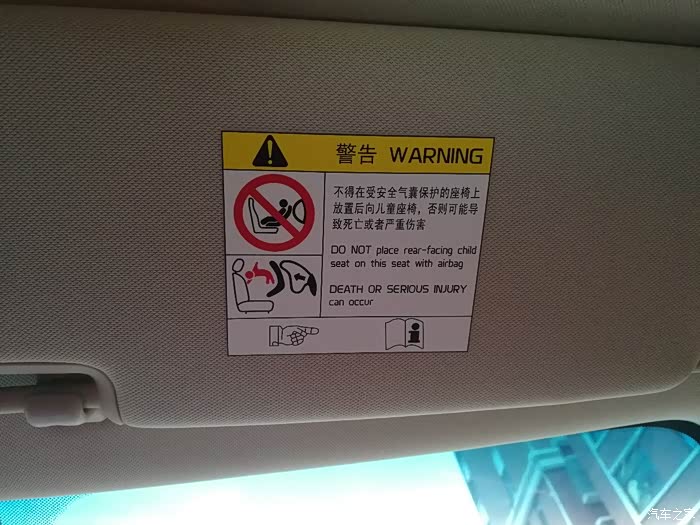 警告 WARNING
不得在受安全气囊保护的座椅上
放置后向儿童座椅，否则可能导
致死亡或者严重伤害
DO NOT place rear-facing child
seat on this seat with airbag
DEATH OR SERIOUS INJURY
can occur
汽车之家